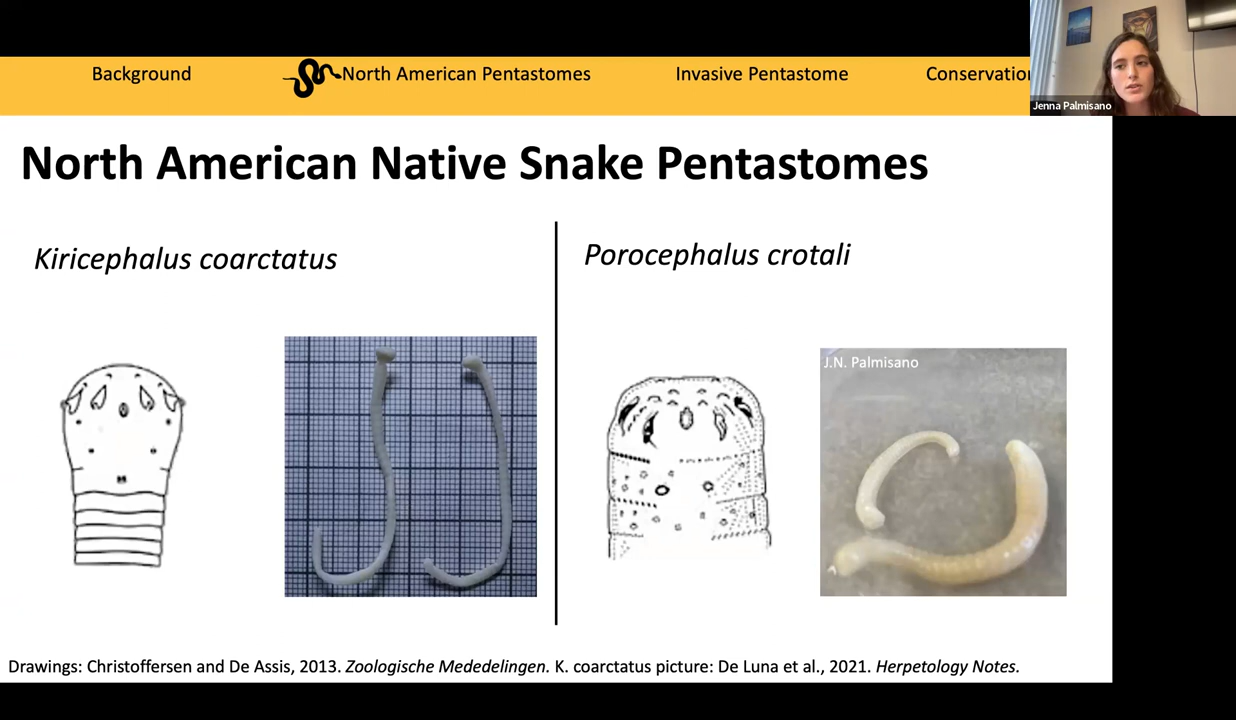 Background
North American Pentastomes
Invasive Pentastome
Conservation
Jenna Palmisano
North American Native Snake Pentastomes
Kiricephalus coarctatus
Porocephalus crotali
J.N. Palmisano
Drawings: Christoffersen and De Assis, 2013. Zoologische Mededelingen. K. coarctatus picture: De Luna et al., 2021. Herpetology Notes.